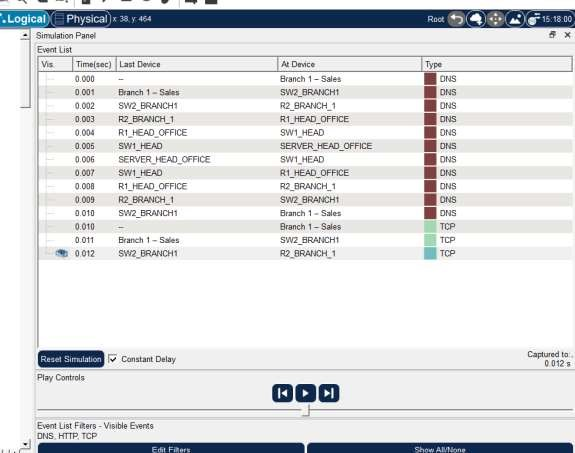 Logical Physical x: 38, y: 464 Root 15:18:00
Simulation Panel
Event List
Vis. Time(sec) Last Device At Device Type
0.000 -- Branch 1 – Sales DNS
0.001 Branch 1 – Sales SW2_BRANCH1 DNS
0.002 SW2_BRANCH1 R2_BRANCH_1 DNS
0.003 R2_BRANCH_1 R1_HEAD_OFFICE DNS
0.004 R1_HEAD_OFFICE SW1_HEAD DNS
0.005 SW1_HEAD SERVER_HEAD_OFFICE DNS
0.006 SERVER_HEAD_OFFICE SW1_HEAD DNS
0.007 SW1_HEAD R1_HEAD_OFFICE DNS
0.008 R1_HEAD_OFFICE R2_BRANCH_1 DNS
0.009 R2_BRANCH_1 SW2_BRANCH1 DNS
0.010 SW2_BRANCH1 Branch 1 – Sales DNS
0.010 -- Branch 1 – Sales TCP
0.011 Branch 1 – Sales SW2_BRANCH1 TCP
0.012 SW2_BRANCH1 R2_BRANCH_1 TCP
Reset Simulation Constant Delay Captured to:
0.012 s
Play Controls
Event List Filters - Visible Events
DNS, HTTP, TCP
Edit Filters Show All/None